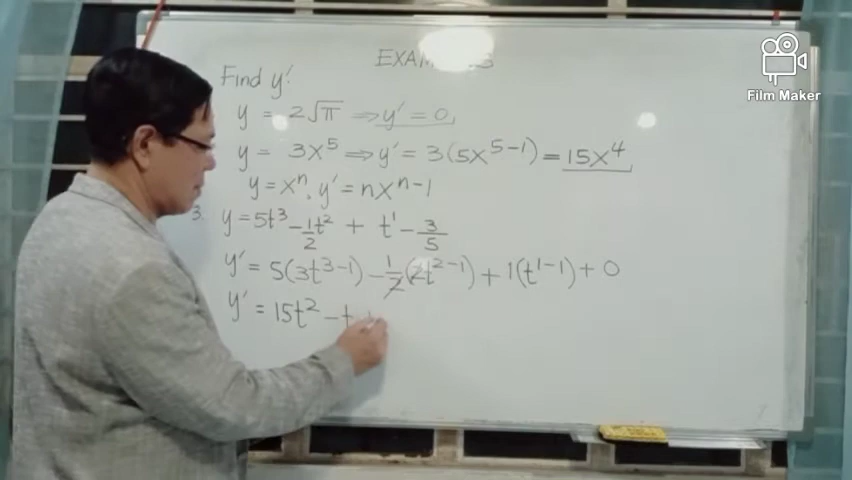 Find y'
y = 2√π ⇒ y' = 0
y = 3x⁵ ⇒ y' = 3(5x⁵⁻¹) = 15x⁴
y = xⁿ, y' = nxⁿ⁻¹
3. y = 5t³ - 1/2 t² + t¹ - 3/5
y' = 5(3t³⁻¹) - 1/2(2t²⁻¹) + 1(t¹⁻¹) + 0
y' = 15t² - t +
Film Maker